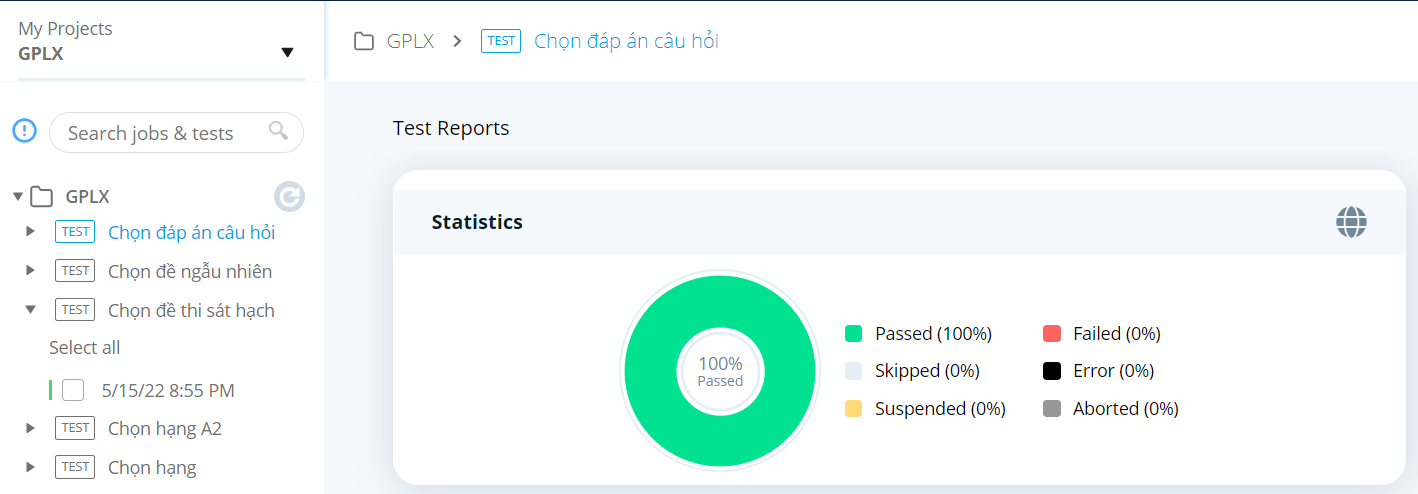 My Projects
GPLX
GPLX
TEST
Chọn đáp án câu hỏi
Search jobs & tests
GPLX
TEST
Chọn đáp án câu hỏi
TEST
Chọn đề ngẫu nhiên
TEST
Chọn đề thi sát hạch
Select all
5/15/22 8:55 PM
TEST
Chọn hạng A2
TEST
Chọn hạng
Test Reports
Statistics
100%
Passed
Passed (100%)
Failed (0%)
Skipped (0%)
Error (0%)
Suspended (0%)
Aborted (0%)